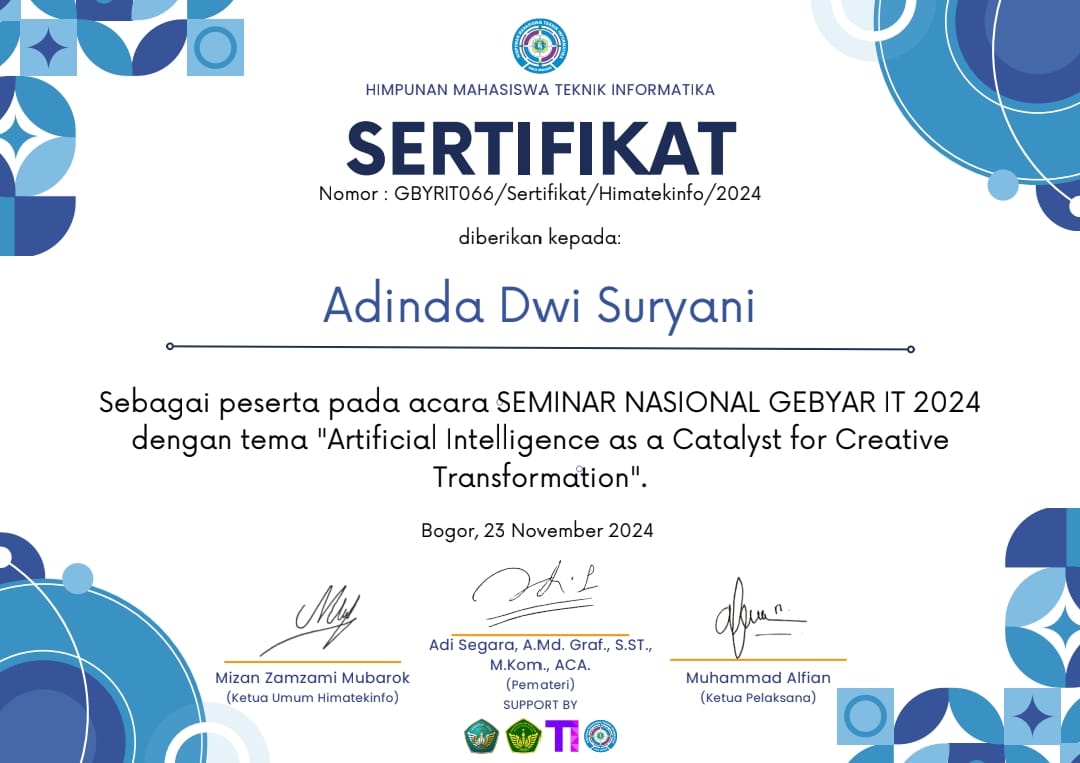 HIMPUNAN MAHASISWA TEKNIK INFORMATIKA
SERTIFIKAT
Nomor : GBYRIT066/Sertifikat/Himatekinfo/2024
diberikan kepada:
Adinda Dwi Suryani
Sebagai peserta pada acara SEMINAR NASIONAL GEBYAR IT 2024
dengan tema "Artificial Intelligence as a Catalyst for Creative
Transformation".
Bogor, 23 November 2024
Adi Segara, A.Md. Graf., S.ST.,
M.Kom., ACA.
(Pemateri)
Mizan Zamzami Mubarok
(Ketua Umum Himatekinfo)
Muhammad Alfian
(Ketua Pelaksana)
SUPPORT BY
TI